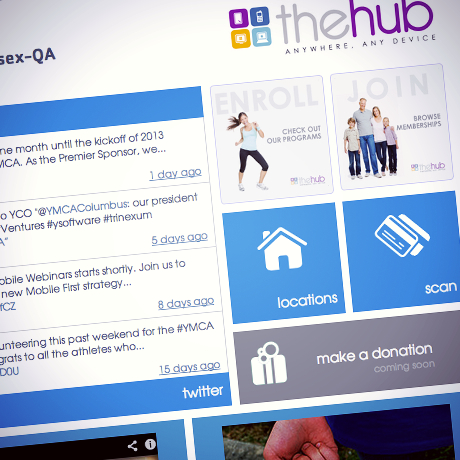 thehub
ANYWHERE. ANY DEVICE
sex-QA
ne month until the kickoff of 2013
MCA. As the Premier Sponsor, we...
1 day ago
o YCO "@YMCAColumbus: our president
Ventures #ysoftware #trinexum
A"
5 days ago
obile Webinars starts shortly. Join us to
new Mobile First strategy...
fCZ
8 days ago
unteering this past weekend for the #YMCA
grats to all the athletes who...
D0U
15 days ago
twitter
ENROLL
CHECK OUT
OUR PROGRAMS
thehub
JOIN
BROWSE
MEMBERSHIPS
thehub
locations
scan
make a donation
coming soon